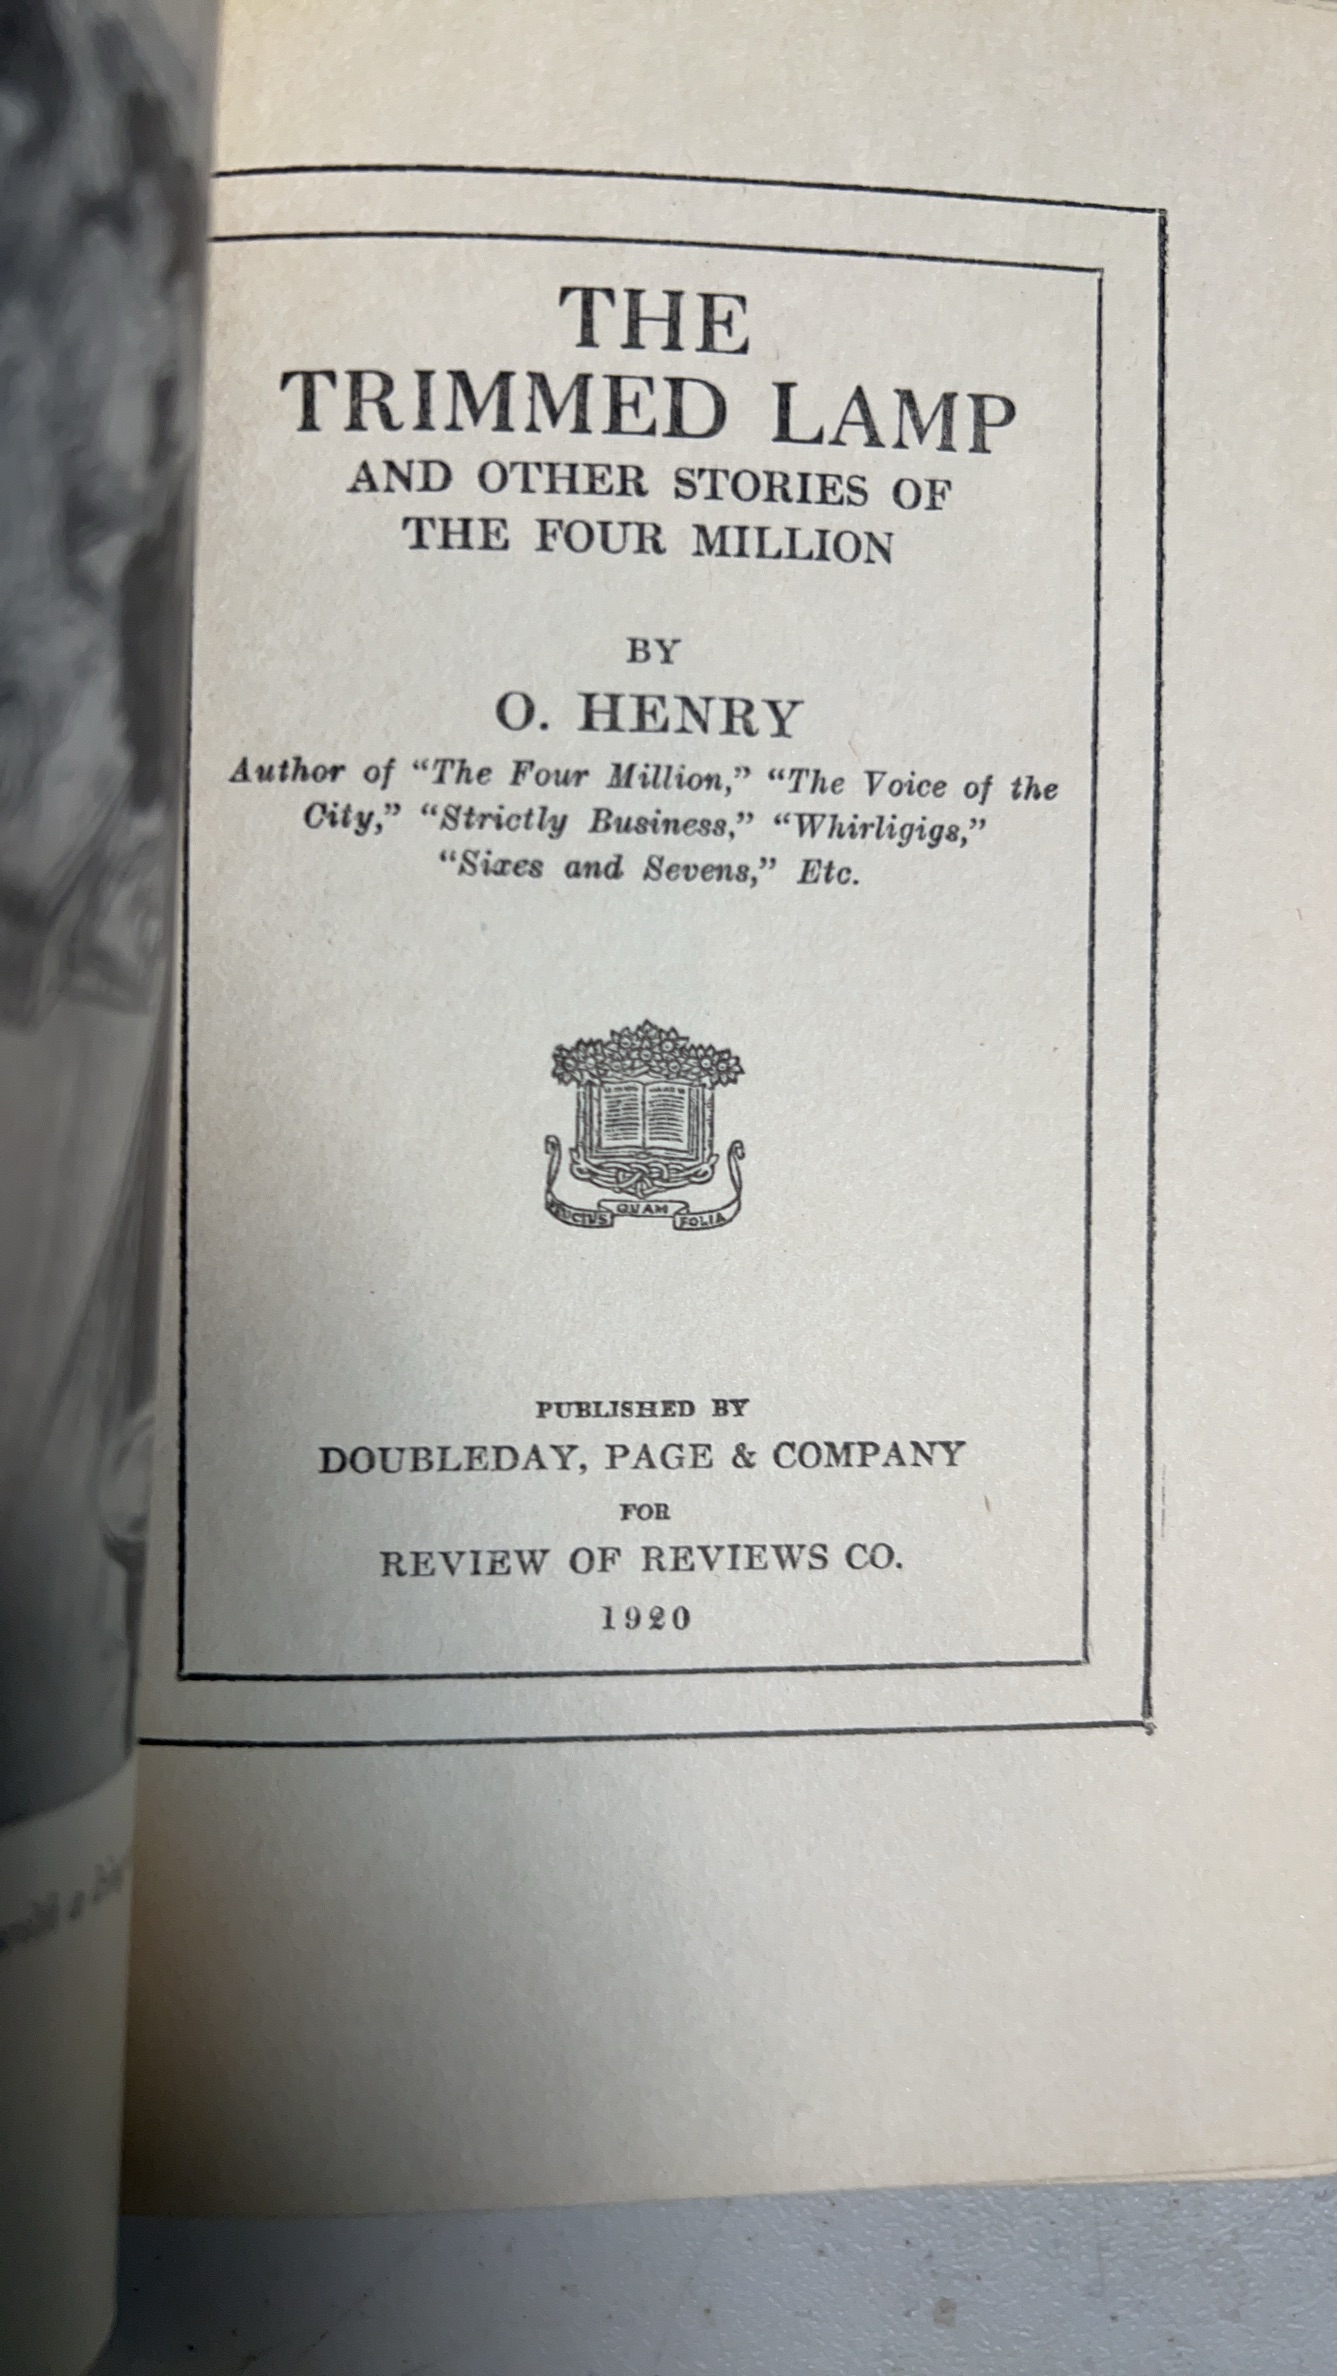 THE
TRIMMED LAMP
AND OTHER STORIES OF
THE FOUR MILLION
BY
O. HENRY
Author of “The Four Million,” “The Voice of the
City,” “Strictly Business,” “Whirligigs,”
“Sixes and Sevens,” Etc.
QUAM
FOLIA
PUBLISHED BY
DOUBLEDAY, PAGE & COMPANY
FOR
REVIEW OF REVIEWS CO.
1920